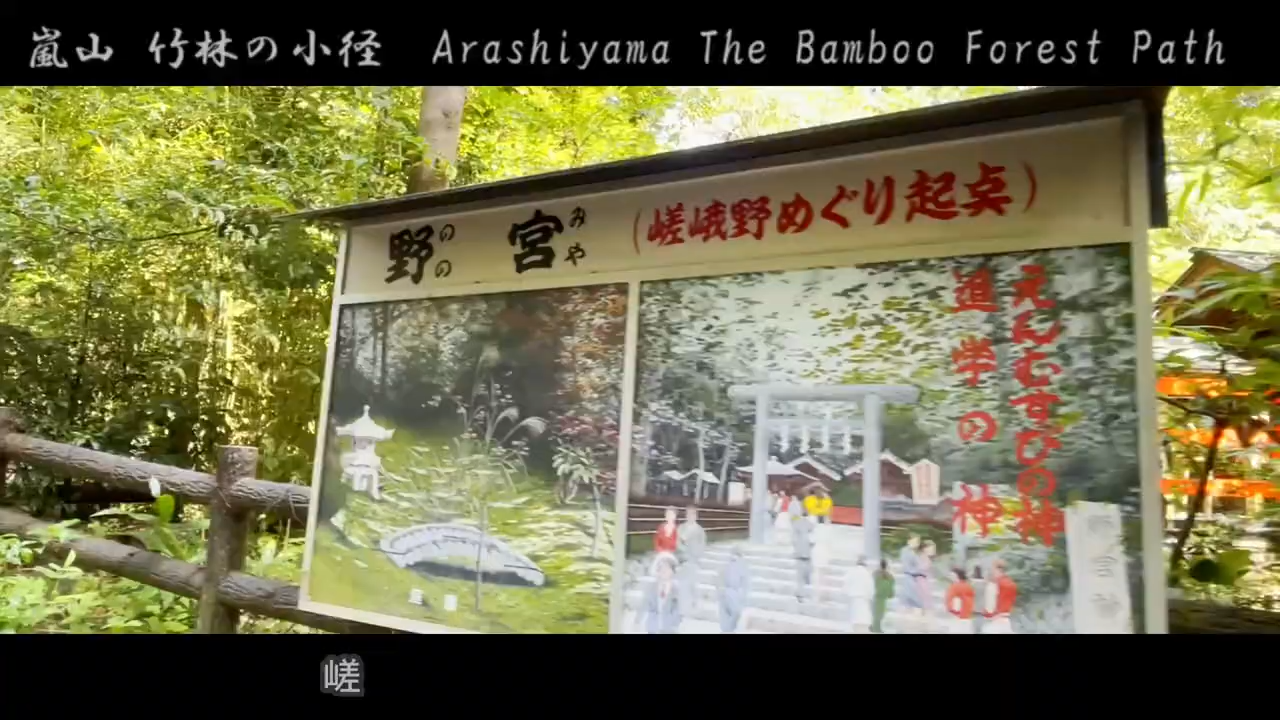 嵐山 竹林の小径 Arashiyama The Bamboo Forest Path
野のの 宮みや (嵯峨野めぐり起点)
えんむすびの神
進学の神
嵯